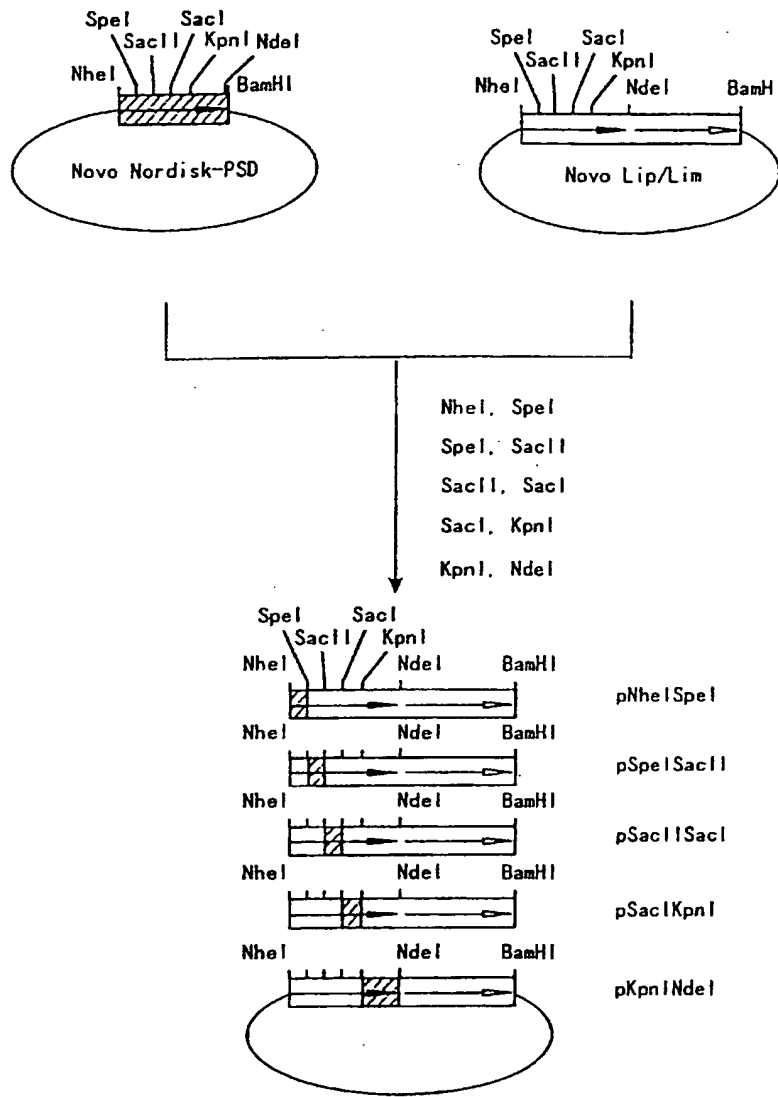 SpeI
SacII
SacI
KpnI
NdeI
NheI
BamHI
Novo Nordisk-PSD
SpeI
SacII
SacI
KpnI
NheI
NdeI
BamH
Novo Lip/Lim
NheI, SpeI
SpeI, SacII
SacII, SacI
SacI, KpnI
KpnI, NdeI
SpeI
SacII
SacI
KpnI
NheI
NdeI
BamHI
pNheISpeI
NheI
NdeI
BamHI
pSpeISacII
NheI
NdeI
BamHI
pSacIISacI
NheI
NdeI
BamHI
pSacIKpnI
NheI
NdeI
BamHI
pKpnINdeI